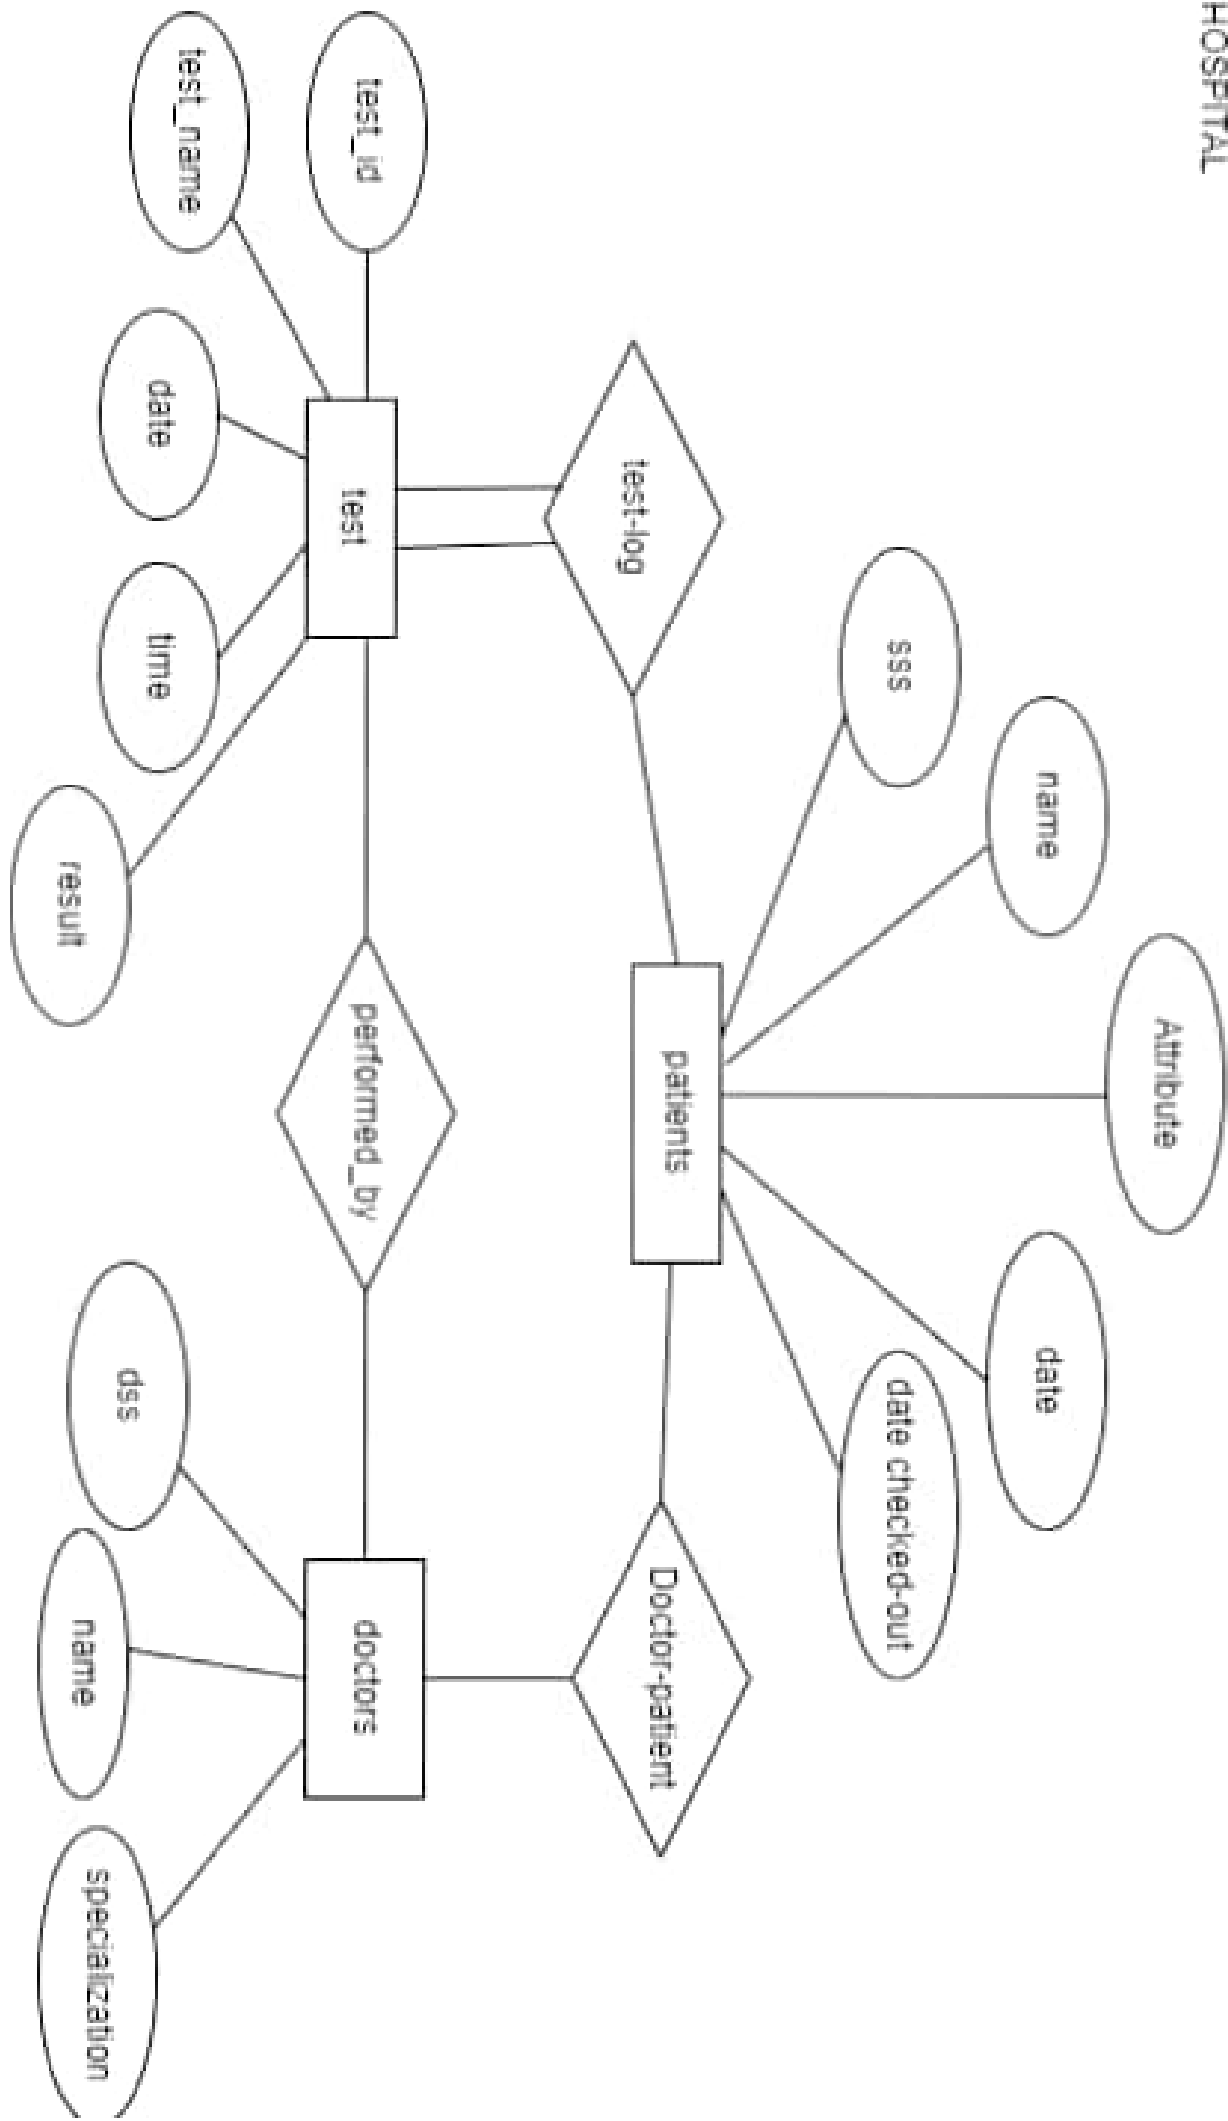 HOSPITAL
Attribute
name
date
sss
date checked-out
patients
test-log
Doctor-patient
test_id
test
performed_by
doctors
test_name
date
time
result
dss
name
specialization